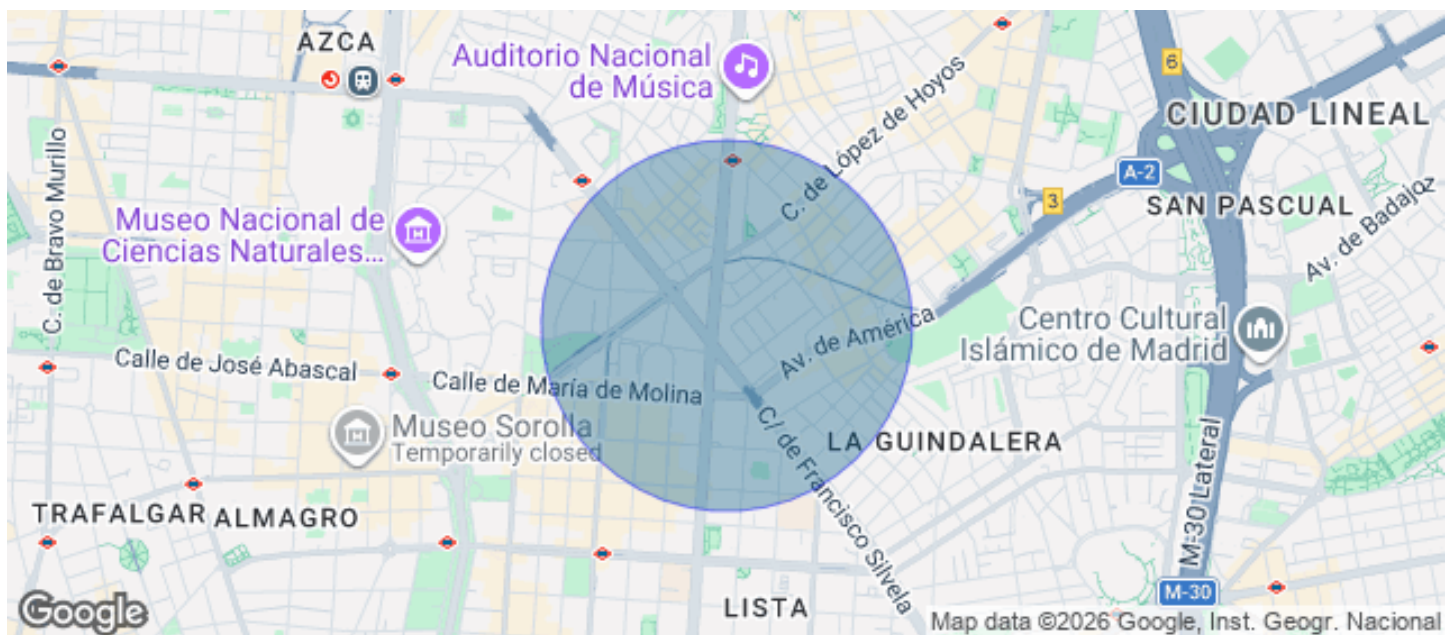 AZCA
Auditorio Nacional
de Música
6
CIUDAD LINEAL
C. de López de Hoyos
C. de Bravo Murillo
A-2
3
SAN PASCUAL
Museo Nacional de
Ciencias Naturales...
Av. de Badajoz
Centro Cultural
Islámico de Madrid
Av. de América
Calle de José Abascal
Calle de María de Molina
Museo Sorolla
Temporarily closed
C/ de Francisco Silvela
LA GUINDALERA
M-30 Lateral
TRAFALGAR
ALMAGRO
M-30
LISTA
Google
Map data ©2026 Google, Inst. Geogr. Nacional